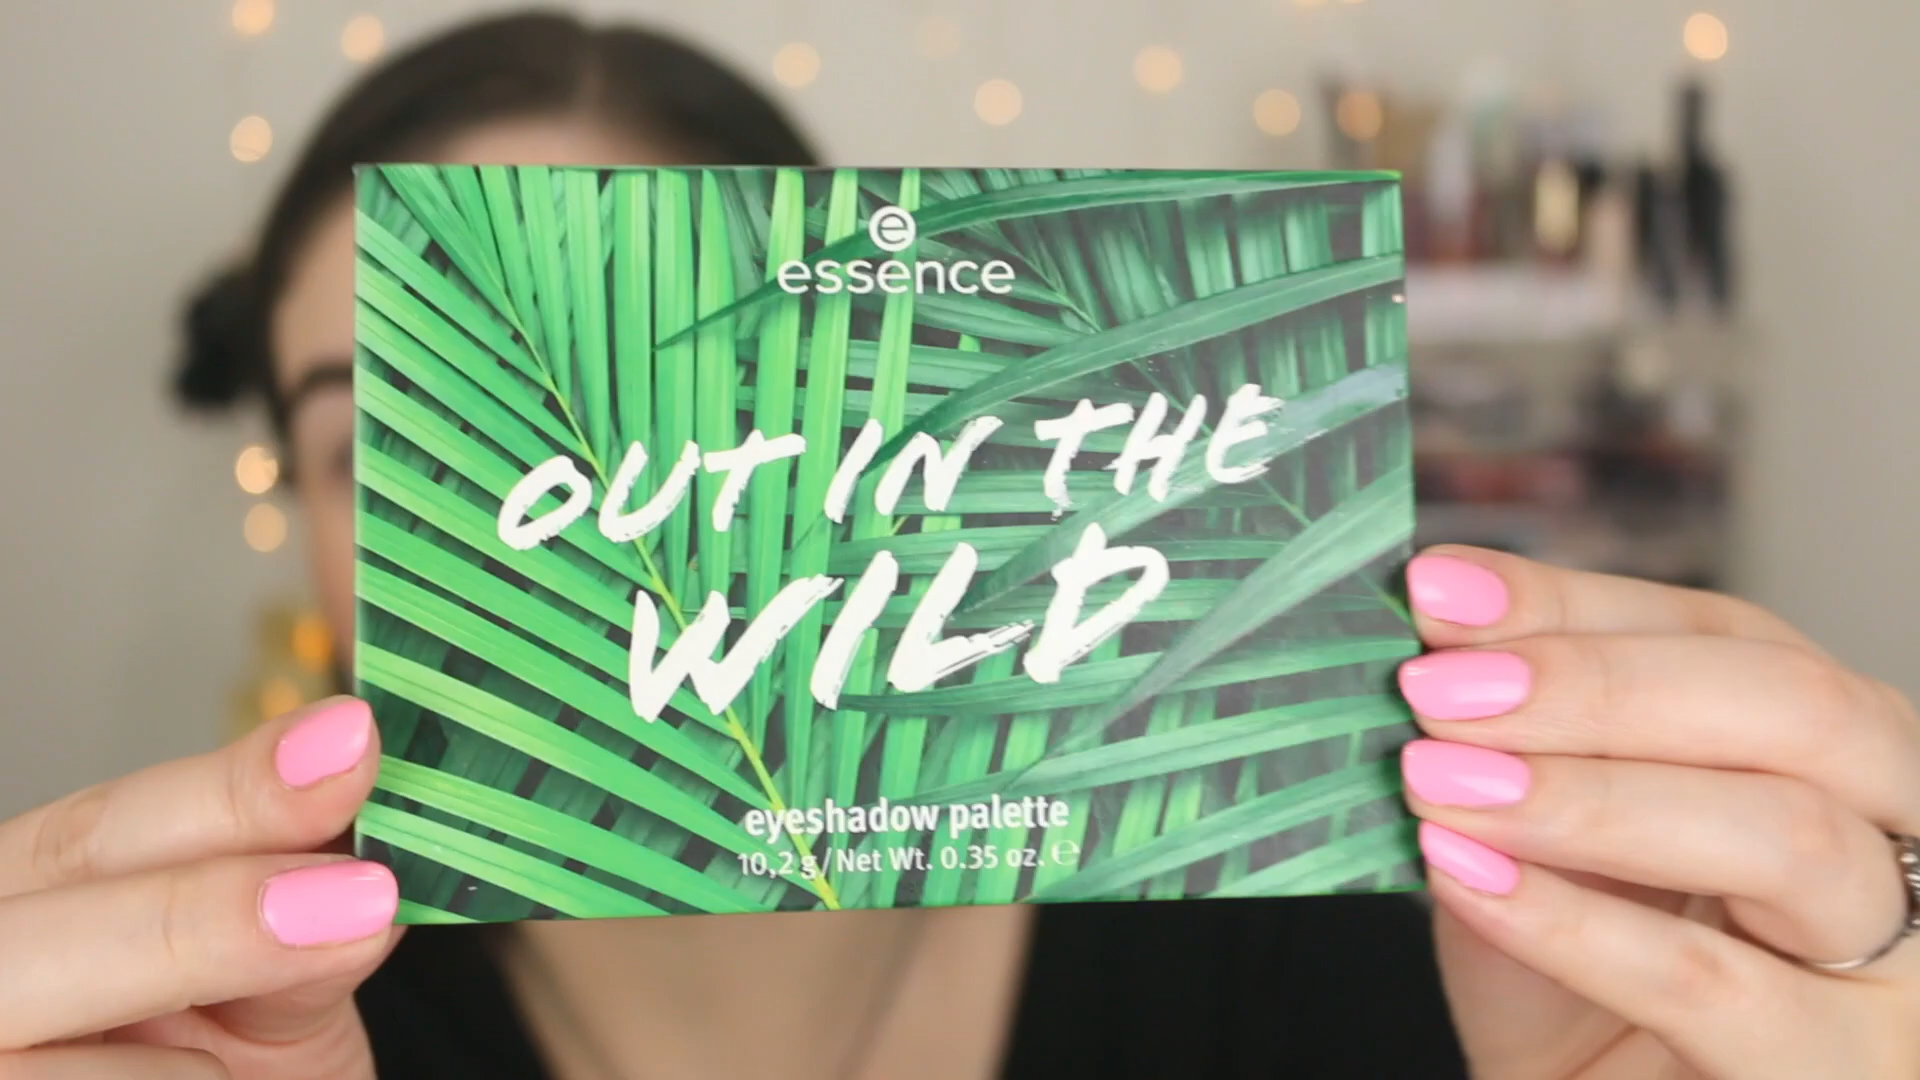 e
essence
OUT IN THE
WILD
eyeshadow palette
10,2 g/Net Wt. 0.35 oz. ℮